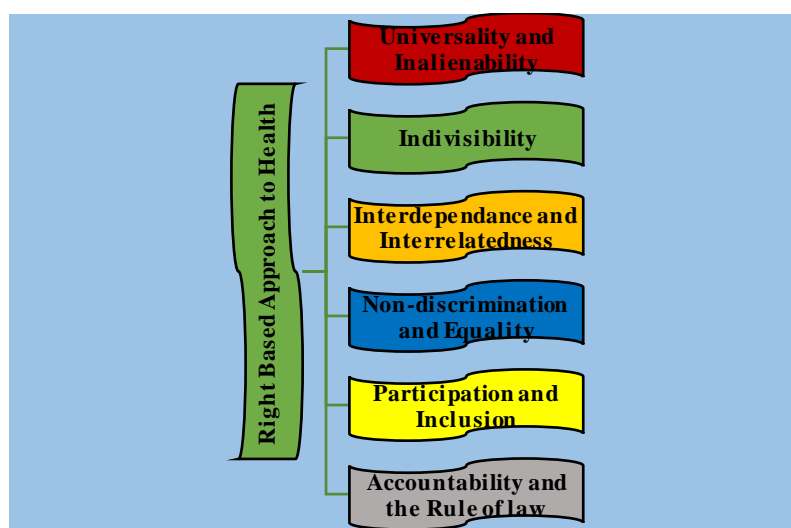 Right Based Approach to Health
Universality and
Inalienability
Indivisibility
Interdependance and
Interrelatedness
Non-discrimination
and Equality
Participation and
Inclusion
Accountability and
the Rule of law